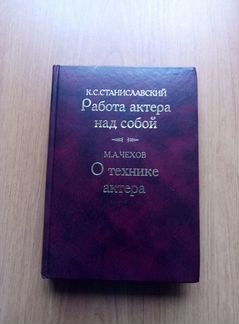 К.С.СТАНИСЛАВСКИЙ
Работа актера
над собой
М.А.ЧЕХОВ
О технике
актера